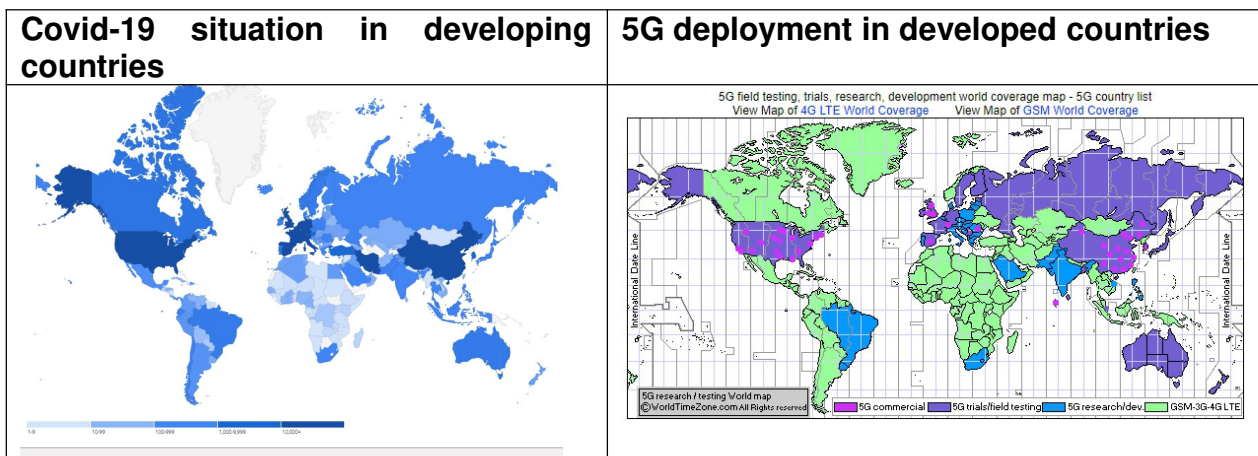 Covid-19 situation in developing
countries
5G deployment in developed countries
5G field testing, trials, research, development world coverage map - 5G country list
View Map of 4G LTE World Coverage View Map of GSM World Coverage
International Date Line
International Date Line
5G research / testing World map
©WorldTimeZone.com All Rights reserved
5G commercial 5G trials/field testing 5G research/dev. GSM-3G-4G LTE
1-9 10-99 100-999 1,000-9,999 10,000+